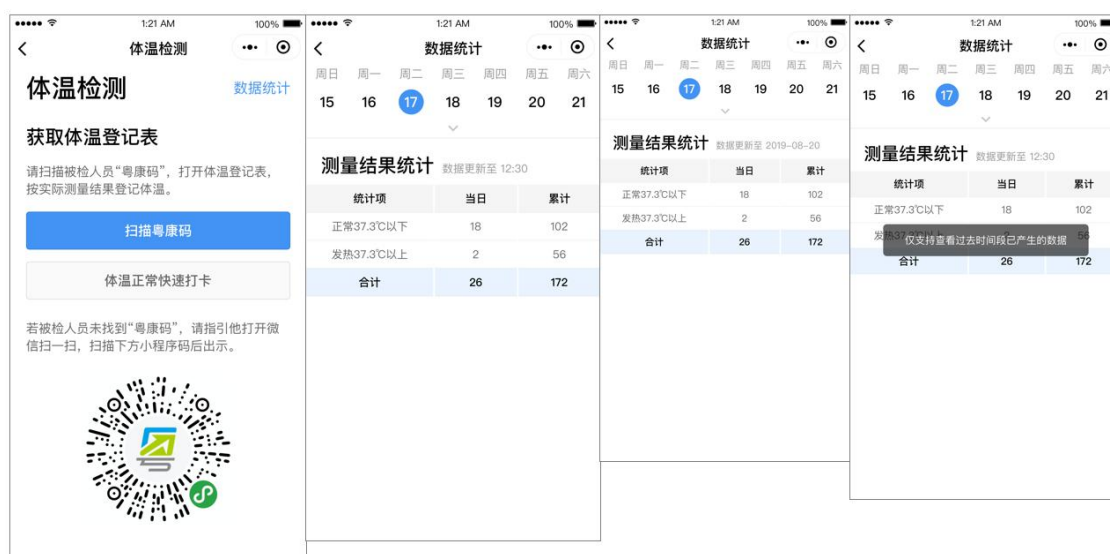 1:21 AM 100%
体温检测
体温检测 数据统计
获取体温登记表
请扫描被检人员“粤康码”，打开体温登记表，
按实际测量结果登记体温。
扫描粤康码
体温正常快速打卡
若被检人员未找到“粤康码”，请指引他打开微
信扫一扫，扫描下方小程序码后出示。
1:21 AM 100%
数据统计
周日 周一 周二 周三 周四 周五 周六
15 16 17 18 19 20 21
测量结果统计 数据更新至 12:30
统计项 当日 累计
正常37.3℃以下 18 102
发热37.3℃以上 2 56
合计 26 172
1:21 AM 100%
数据统计
周日 周一 周二 周三 周四 周五 周六
15 16 17 18 19 20 21
测量结果统计 数据更新至 2019-08-20
统计项 当日 累计
正常37.3℃以下 18 102
发热37.3℃以上 2 56
合计 26 172
1:21 AM 100%
数据统计
周日 周一 周二 周三 周四 周五 周六
15 16 17 18 19 20 21
测量结果统计 数据更新至 12:30
统计项 当日 累计
正常37.3℃以下 18 102
仅支持查看过去时间段已产生的数据
合计 26 172